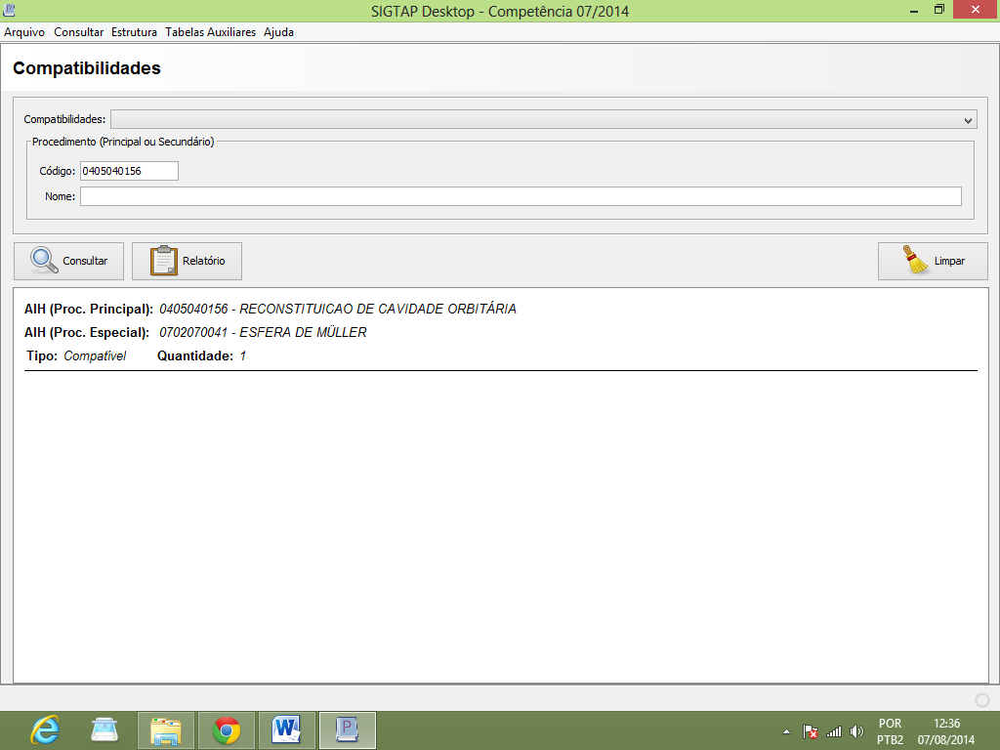 SIGTAP Desktop - Competência 07/2014
Arquivo Consultar Estrutura Tabelas Auxiliares Ajuda
Compatibilidades
Compatibilidades:
Procedimento (Principal ou Secundário)
Código: 0405040156
Nome:
Consultar Relatório Limpar
AIH (Proc. Principal): 0405040156 - RECONSTITUICAO DE CAVIDADE ORBITÁRIA
AIH (Proc. Especial): 0702070041 - ESFERA DE MÜLLER
Tipo: Compatível Quantidade: 1
POR 12:36
PTB2 07/08/2014